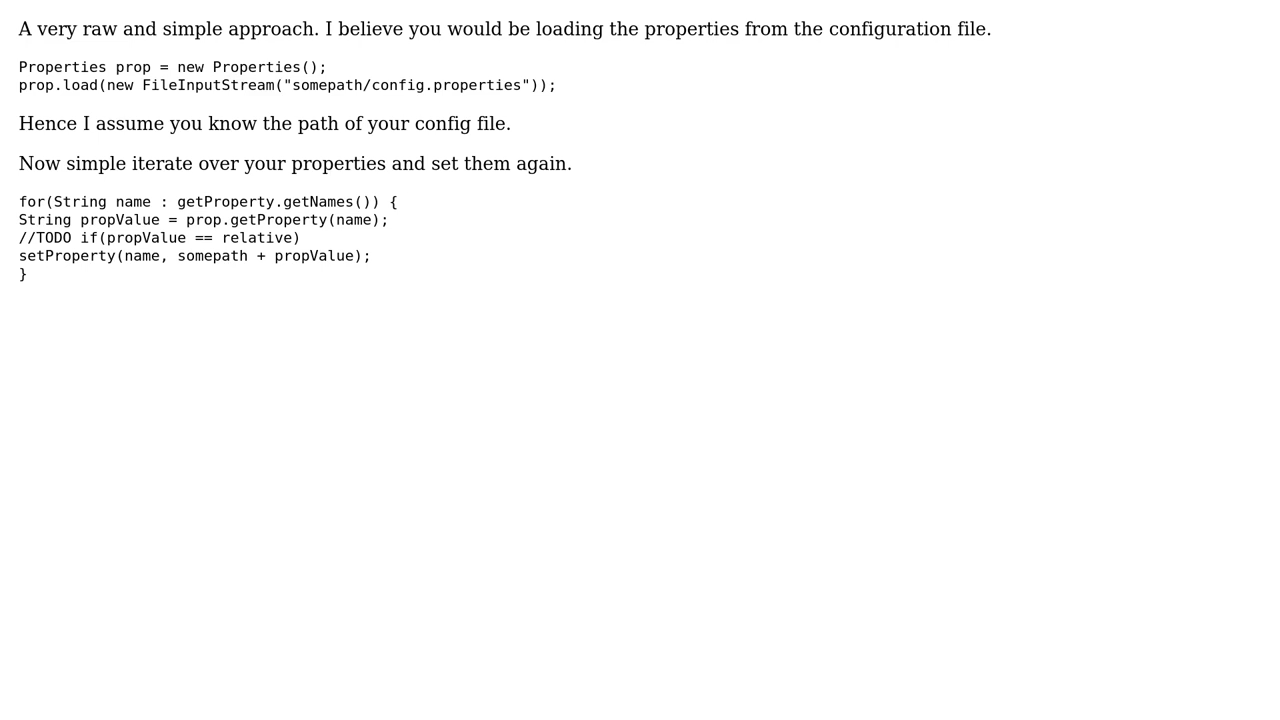 A very raw and simple approach. I believe you would be loading the properties from the configuration file.
Properties prop = new Properties();
prop.load(new FileInputStream("somepath/config.properties"));
Hence I assume you know the path of your config file.
Now simple iterate over your properties and set them again.
for(String name : getProperty.getNames()) {
String propValue = prop.getProperty(name);
//TODO if(propValue == relative)
setProperty(name, somepath + propValue);
}